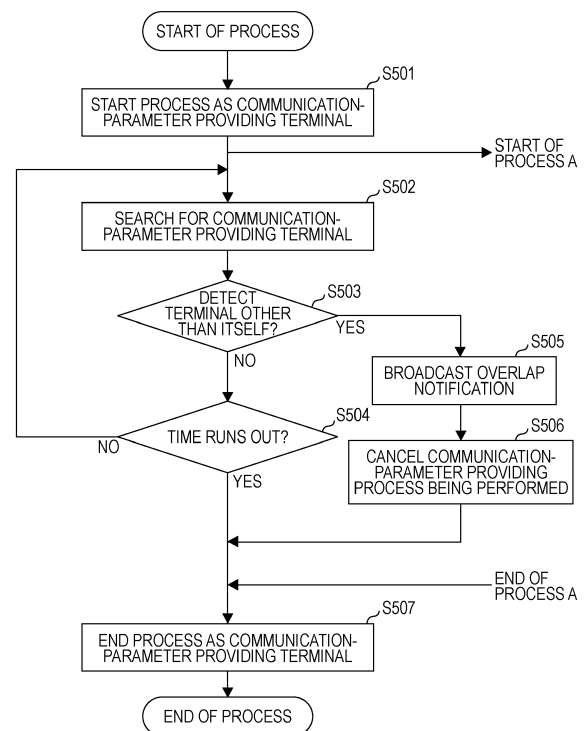 START OF PROCESS
S501
START PROCESS AS COMMUNICATION-
PARAMETER PROVIDING TERMINAL
START OF
PROCESS A
S502
SEARCH FOR COMMUNICATION-
PARAMETER PROVIDING TERMINAL
S503
DETECT
TERMINAL OTHER
THAN ITSELF?
YES
NO
S505
BROADCAST OVERLAP
NOTIFICATION
S504
TIME RUNS OUT?
NO
YES
S506
CANCEL COMMUNICATION-
PARAMETER PROVIDING
PROCESS BEING PERFORMED
END OF
PROCESS A
S507
END PROCESS AS COMMUNICATION-
PARAMETER PROVIDING TERMINAL
END OF PROCESS